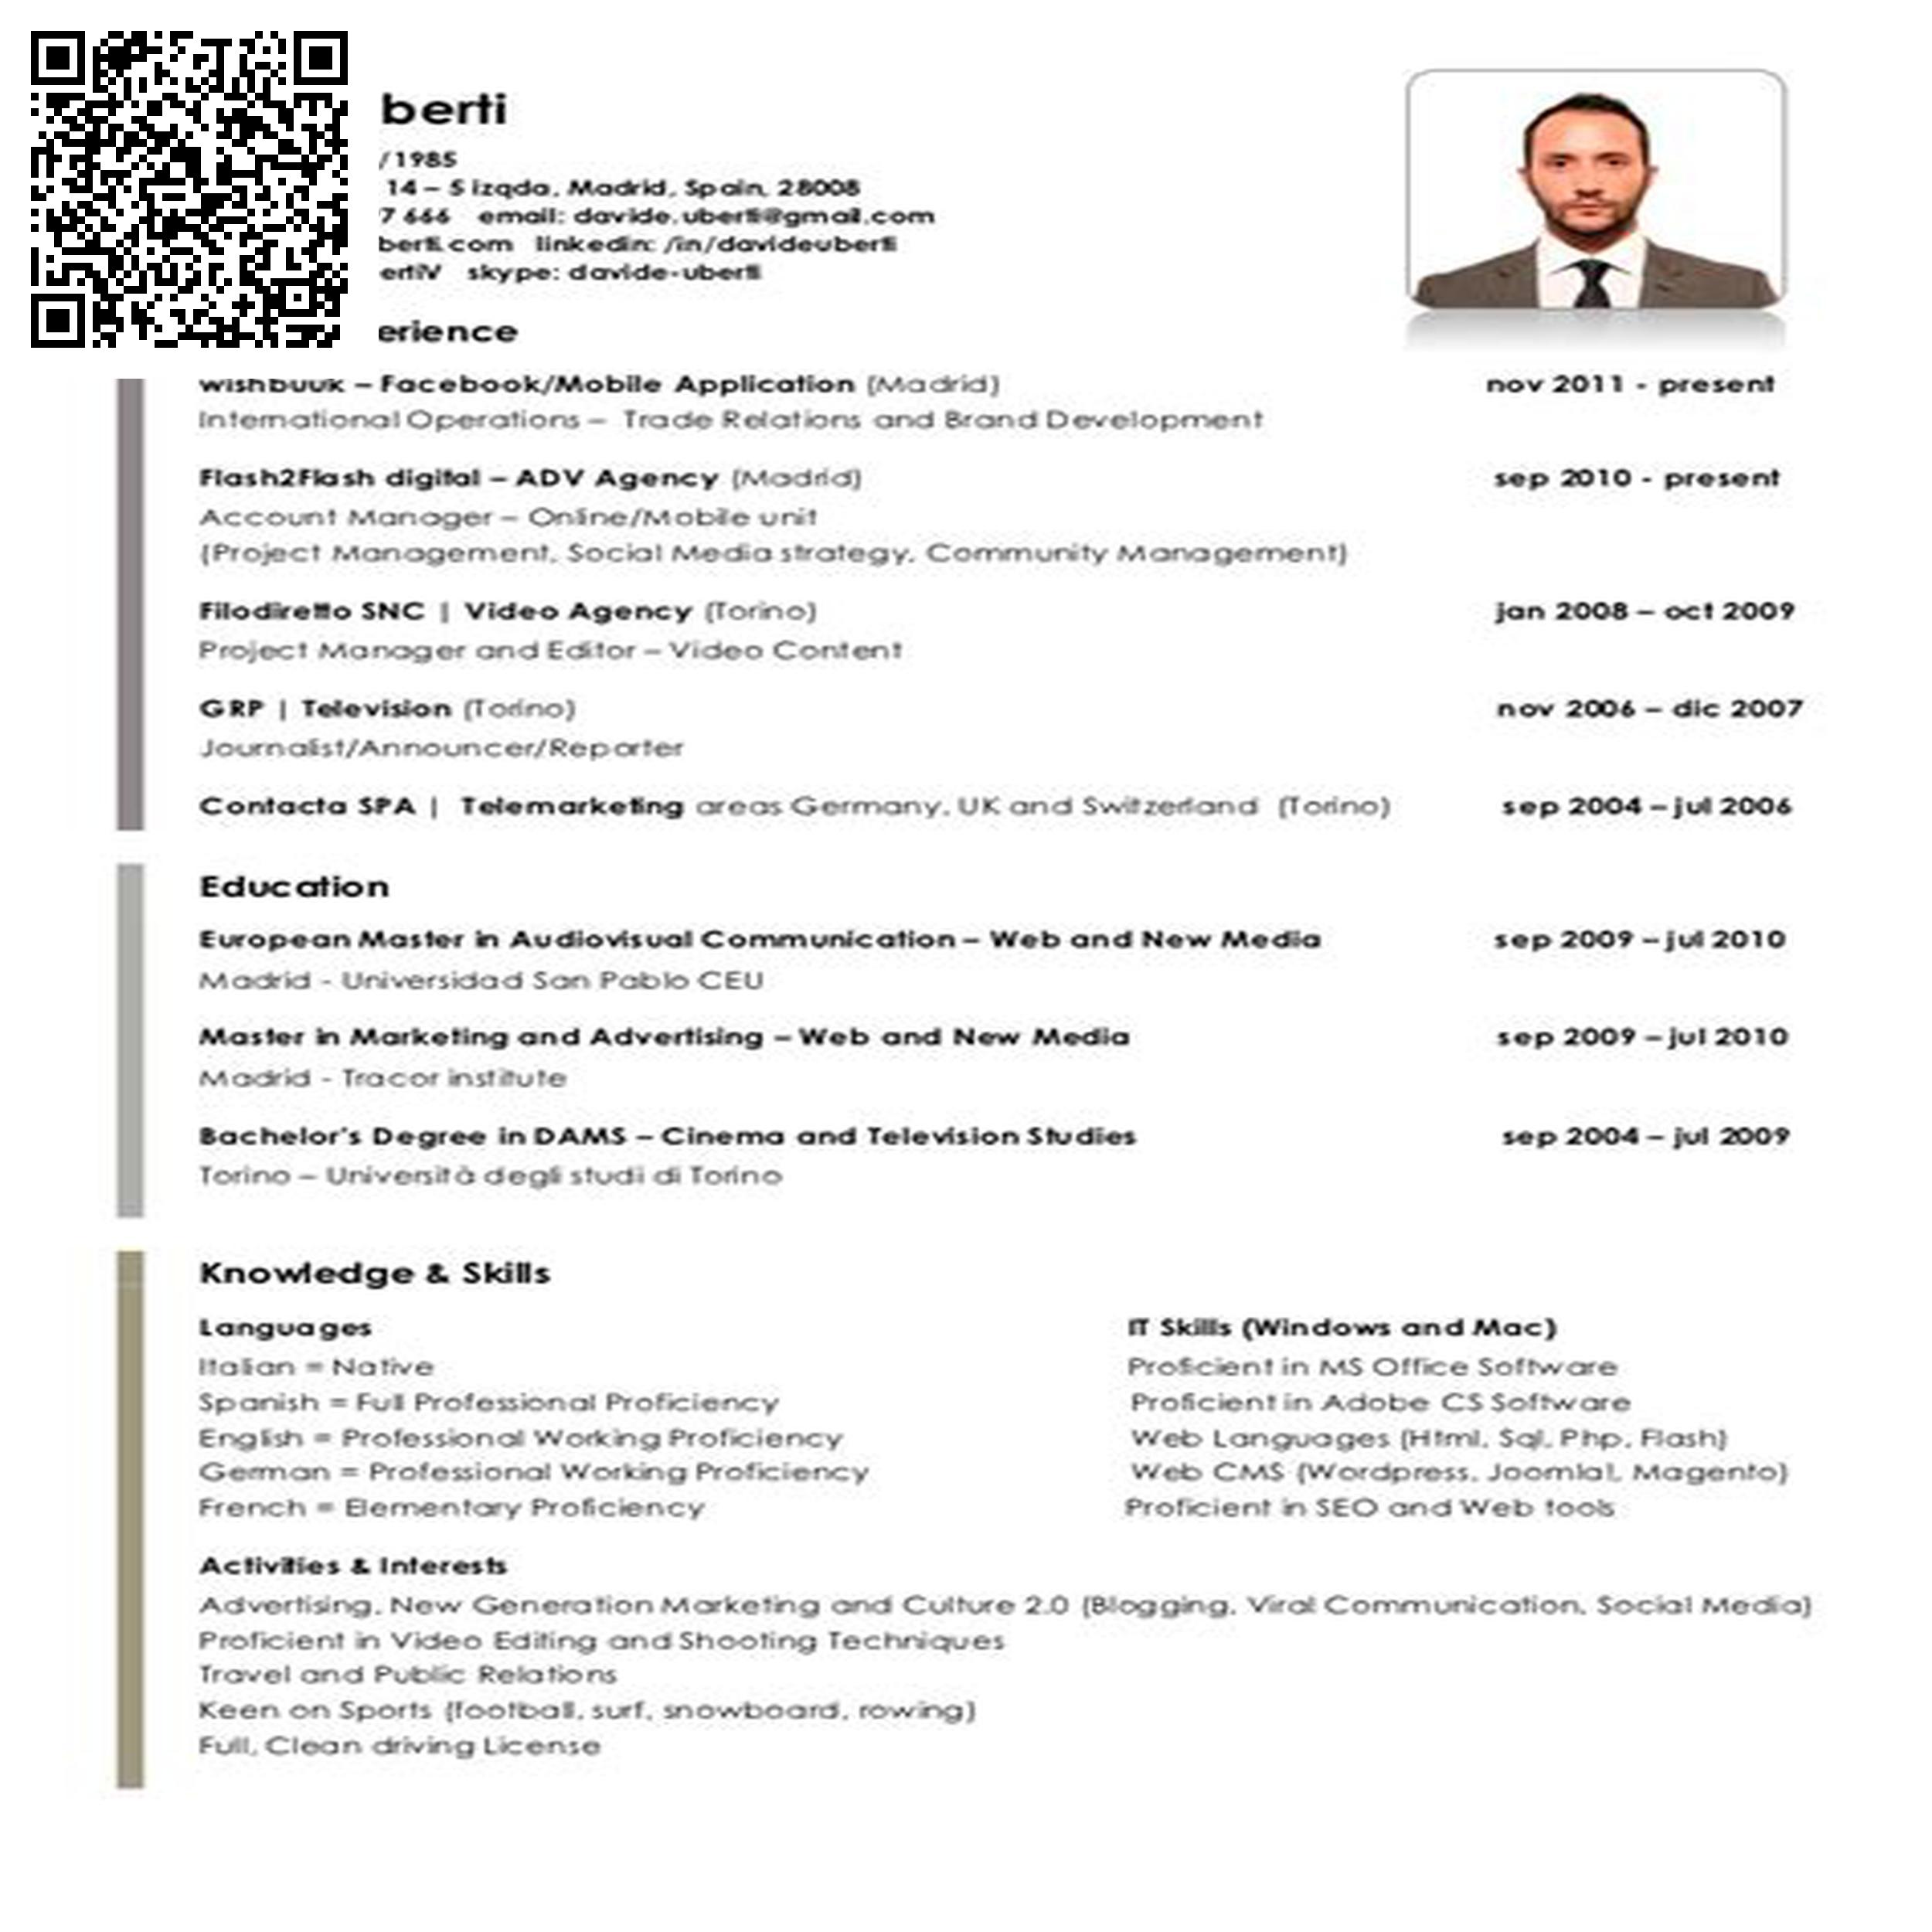 berti
/1985
14 – 5 izqda, Madrid, Spain, 28008
7 666 email: davide.uberti@gmail.com
berti.com linkedin: /in/davideuberti
ertiV skype: davide-uberti
erience
wishbuuk – Facebook/Mobile Application (Madrid) nov 2011 - present
International Operations – Trade Relations and Brand Development
Flash2Flash digital – ADV Agency (Madrid) sep 2010 - present
Account Manager – Online/Mobile unit
(Project Management, Social Media strategy, Community Management)
Filodiretto SNC | Video Agency (Torino) jan 2008 – oct 2009
Project Manager and Editor – Video Content
GRP | Television (Torino) nov 2006 – dic 2007
Journalist/Announcer/Reporter
Contacta SPA | Telemarketing areas Germany, UK and Switzerland (Torino) sep 2004 – jul 2006
Education
European Master in Audiovisual Communication – Web and New Media sep 2009 – jul 2010
Madrid - Universidad San Pablo CEU
Master in Marketing and Advertising – Web and New Media sep 2009 – jul 2010
Madrid - Tracor institute
Bachelor's Degree in DAMS – Cinema and Television Studies sep 2004 – jul 2009
Torino – Università degli studi di Torino
Knowledge & Skills
Languages
Italian = Native
Spanish = Full Professional Proficiency
English = Professional Working Proficiency
German = Professional Working Proficiency
French = Elementary Proficiency
IT Skills (Windows and Mac)
Proficient in MS Office Software
Proficient in Adobe CS Software
Web Languages (Html, Sql, Php, Flash)
Web CMS (Wordpress, Joomla!, Magento)
Proficient in SEO and Web tools
Activities & Interests
Advertising, New Generation Marketing and Culture 2.0 (Blogging, Viral Communication, Social Media)
Proficient in Video Editing and Shooting Techniques
Travel and Public Relations
Keen on Sports (football, surf, snowboard, rowing)
Full, Clean driving License